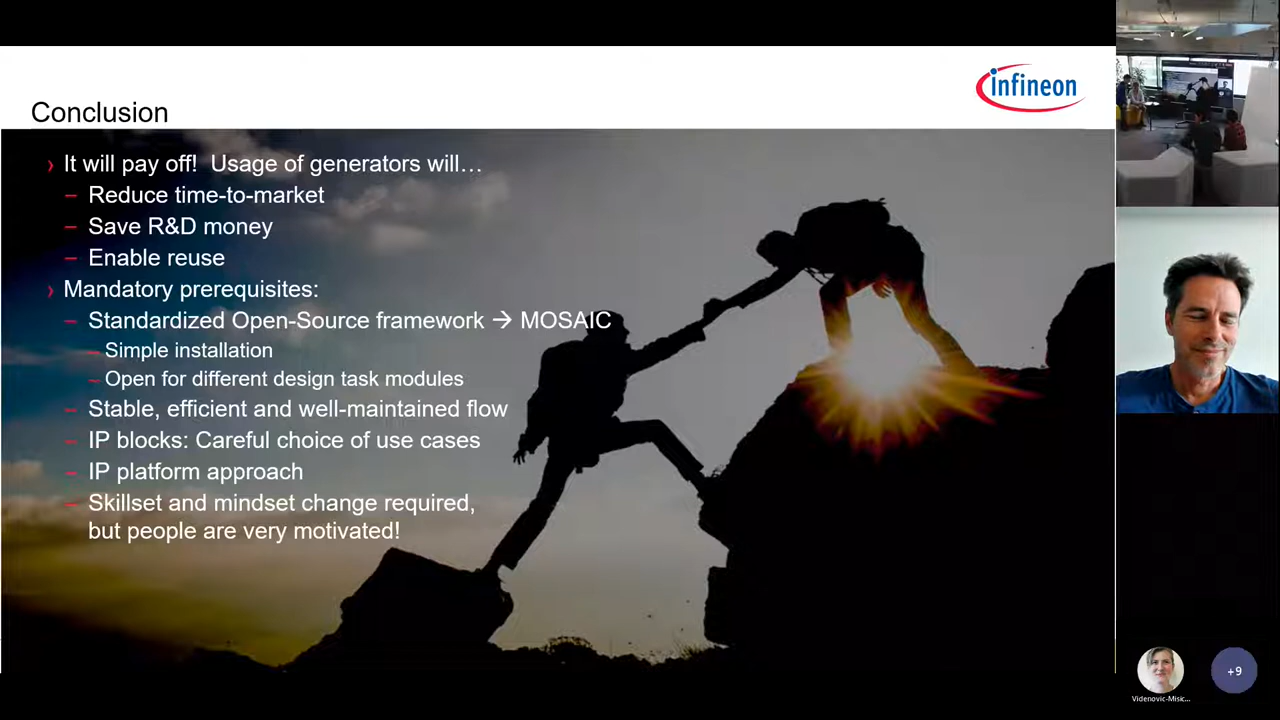 infineon
Conclusion
› It will pay off! Usage of generators will…
– Reduce time-to-market
– Save R&D money
– Enable reuse
› Mandatory prerequisites:
– Standardized Open-Source framework → MOSAIC
– Simple installation
– Open for different design task modules
– Stable, efficient and well-maintained flow
– IP blocks: Careful choice of use cases
– IP platform approach
– Skillset and mindset change required,
but people are very motivated!
Videnovic-Misic...
+9